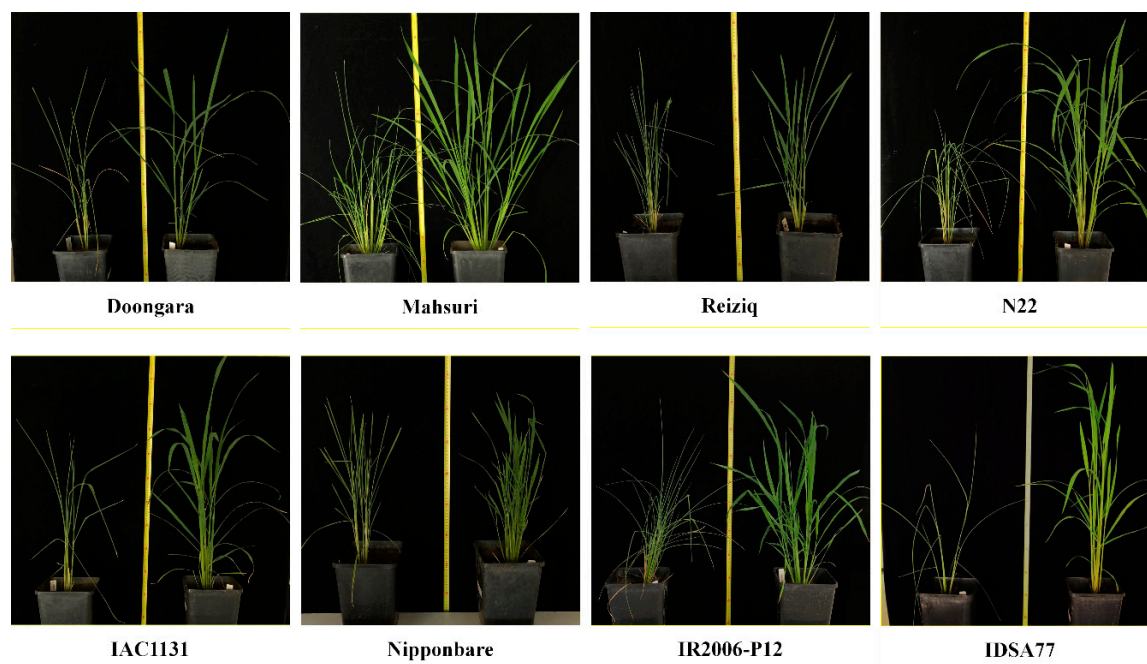 Doongara
Mahsuri
Reiziq
N22
IAC1131
Nipponbare
IR2006-P12
IDSA77